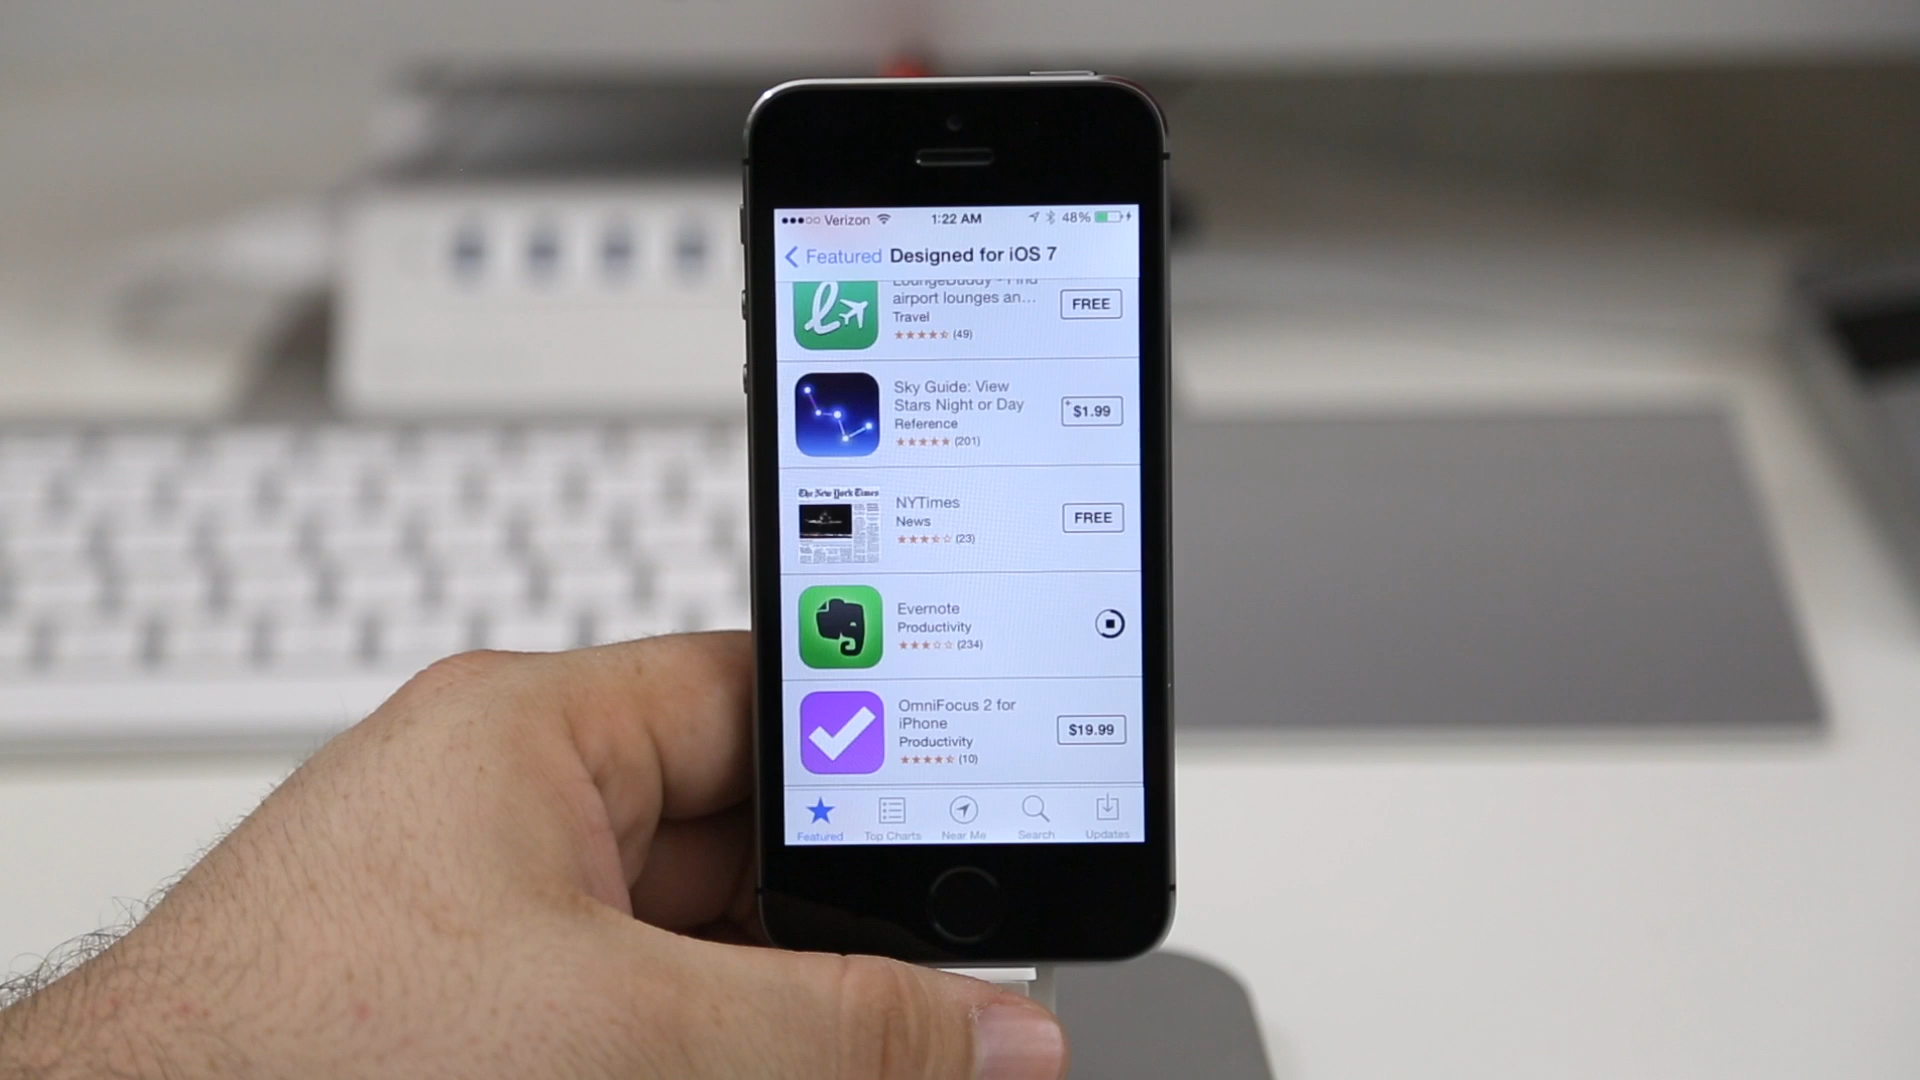 Verizon 1:22 AM 48%
Featured Designed for iOS 7
LoungeBuddy - Find
airport lounges an...
Travel
(49)
FREE
Sky Guide: View
Stars Night or Day
Reference
(201)
+ $1.99
The New York Times
NYTimes
News
(23)
FREE
Evernote
Productivity
(234)
OmniFocus 2 for
iPhone
Productivity
(10)
$19.99
Featured Top Charts Near Me Search Updates